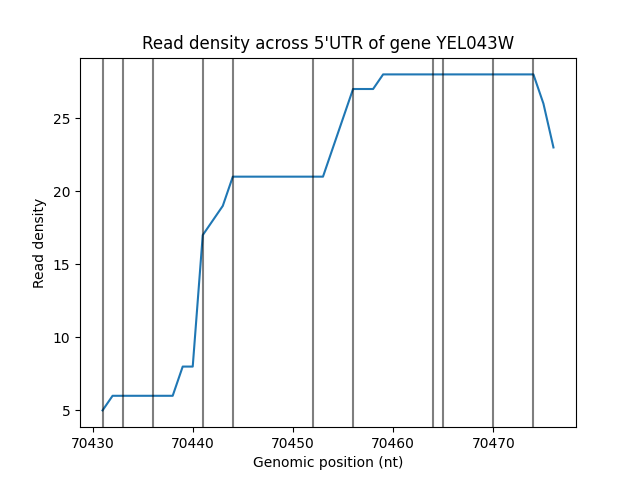 Read density across 5'UTR of gene YEL043W
25
20
15
10
5
Read density
70430 70440 70450 70460 70470
Genomic position (nt)